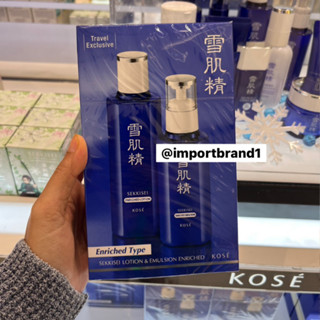 Travel
Exclusive
雪肌精
雪肌精
SEKKISEI
KOSÉ
雪肌精
SEKKISEI
KOSÉ
@importbrand1
Enriched Type
SEKKISEI LOTION & EMULSION ENRICHED KOSÉ
KOSÉ